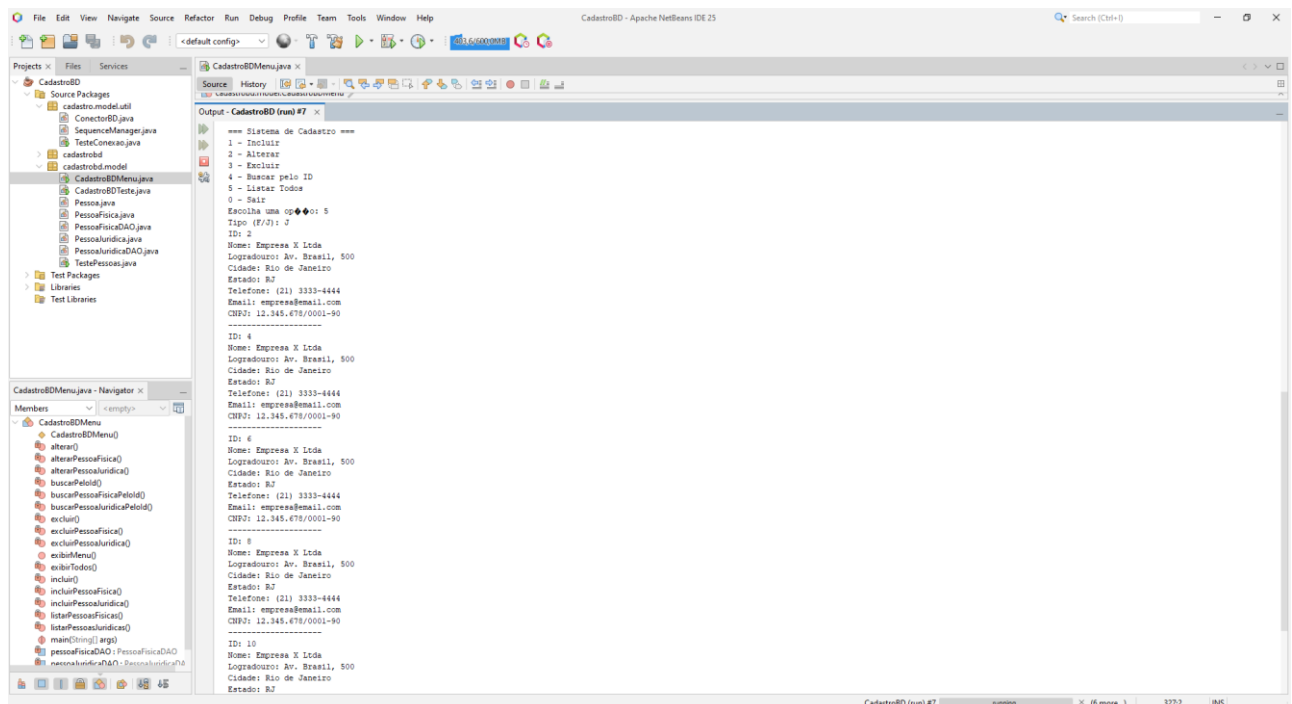 File Edit View Navigate Source Refactor Run Debug Profile Team Tools Window Help
CadastroBD - Apache NetBeans IDE 25
Search (Ctrl+I)
<default config>
Projects Files Services
CadastroBD
Source Packages
cadastro.model.util
ConectorBD.java
SequenceManager.java
TesteConexao.java
cadastrobd
cadastrobd.model
CadastroBDMenu.java
CadastroBDTeste.java
Pessoa.java
PessoaFisica.java
PessoaFisicaDAO.java
PessoaJuridica.java
PessoaJuridicaDAO.java
TestePessoas.java
Test Packages
Libraries
Test Libraries
CadastroBDMenu.java - Navigator
Members <empty>
CadastroBDMenu
CadastroBDMenu()
alterar()
alterarPessoaFisica()
alterarPessoaJuridica()
buscarPeloId()
buscarPessoaFisicaPeloId()
buscarPessoaJuridicaPeloId()
excluir()
excluirPessoaFisica()
excluirPessoaJuridica()
exibirMenu()
exibirTodos()
incluir()
incluirPessoaFisica()
incluirPessoaJuridica()
listarPessoasFisicas()
listarPessoasJuridicas()
main(String[] args)
pessoaFisicaDAO : PessoaFisicaDAO
pessoaJuridicaDAO : PessoaJuridicaDA
CadastroBDMenu.java
Source History
Output - CadastroBD (run) #7
=== Sistema de Cadastro ===
1 - Incluir
2 - Alterar
3 - Excluir
4 - Buscar pelo ID
5 - Listar Todos
0 - Sair
Escolha uma op��o: 5
Tipo (F/J): J
ID: 2
Nome: Empresa X Ltda
Logradouro: Av. Brasil, 500
Cidade: Rio de Janeiro
Estado: RJ
Telefone: (21) 3333-4444
Email: empresa@email.com
CNPJ: 12.345.678/0001-90
--------------------
ID: 4
Nome: Empresa X Ltda
Logradouro: Av. Brasil, 500
Cidade: Rio de Janeiro
Estado: RJ
Telefone: (21) 3333-4444
Email: empresa@email.com
CNPJ: 12.345.678/0001-90
--------------------
ID: 6
Nome: Empresa X Ltda
Logradouro: Av. Brasil, 500
Cidade: Rio de Janeiro
Estado: RJ
Telefone: (21) 3333-4444
Email: empresa@email.com
CNPJ: 12.345.678/0001-90
--------------------
ID: 8
Nome: Empresa X Ltda
Logradouro: Av. Brasil, 500
Cidade: Rio de Janeiro
Estado: RJ
Telefone: (21) 3333-4444
Email: empresa@email.com
CNPJ: 12.345.678/0001-90
--------------------
ID: 10
Nome: Empresa X Ltda
Logradouro: Av. Brasil, 500
Cidade: Rio de Janeiro
Estado: RJ
CadastroBD (run) #7 running (6 more...) 327:2 INS